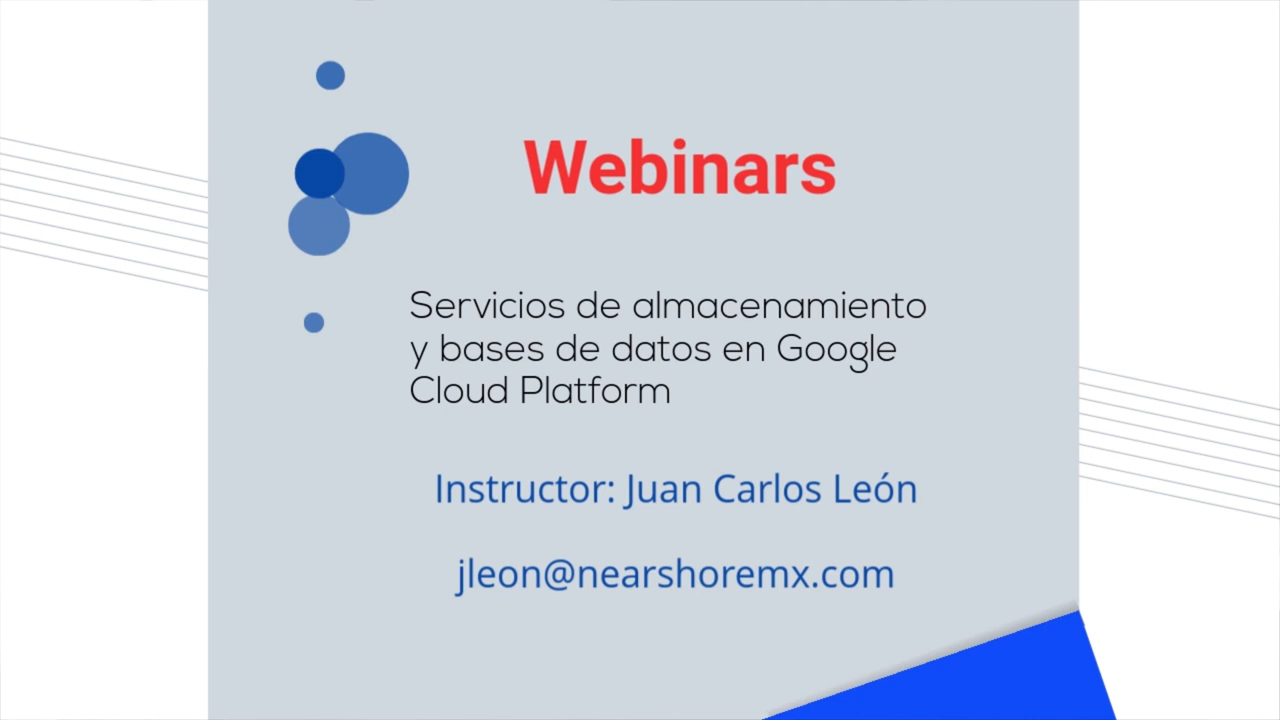 Webinars
Servicios de almacenamiento
y bases de datos en Google
Cloud Platform
Instructor: Juan Carlos León
jleon@nearshoremx.com